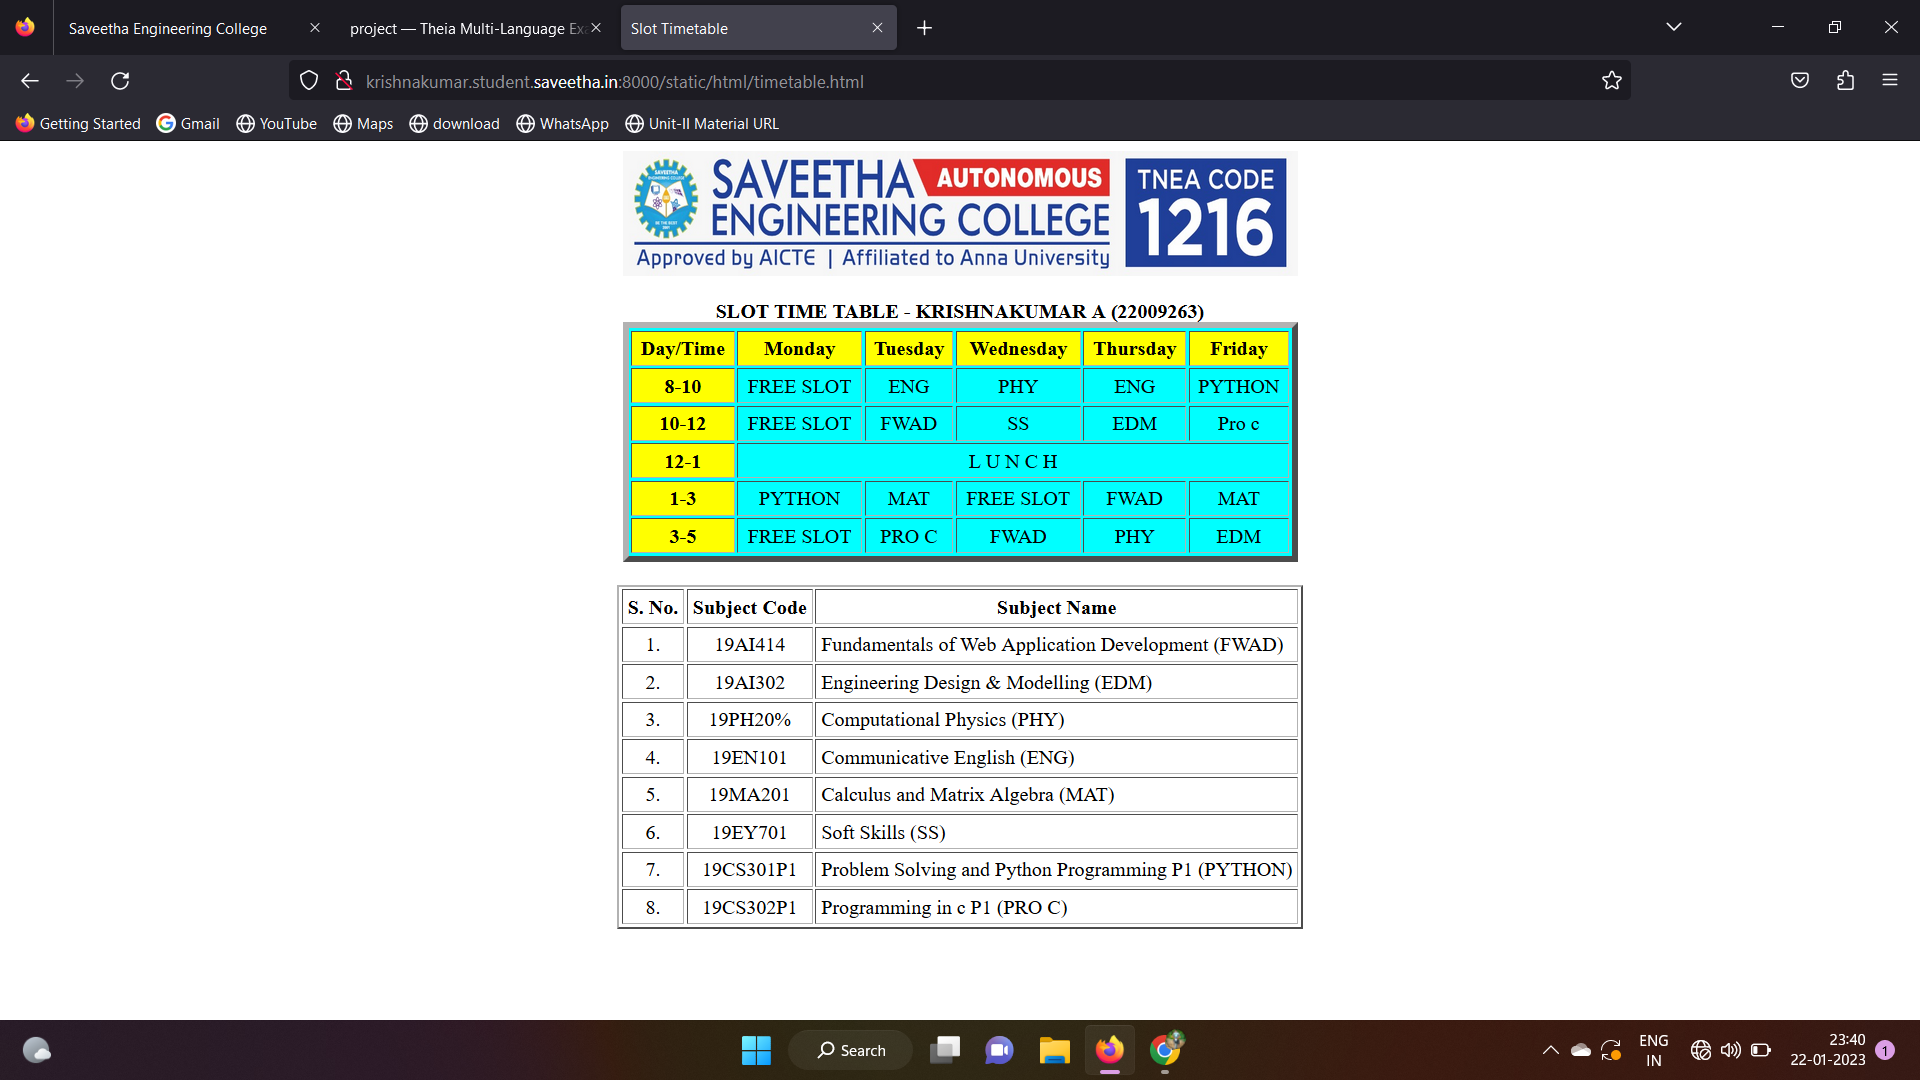 Saveetha Engineering College
project — Theia Multi-Language Ex
Slot Timetable
krishnakumar.student.saveetha.in:8000/static/html/timetable.html
Getting Started Gmail YouTube Maps download WhatsApp Unit-II Material URL
SAVEETHA AUTONOMOUS
ENGINEERING COLLEGE
Approved by AICTE | Affiliated to Anna University
TNEA CODE
1216
SLOT TIME TABLE - KRISHNAKUMAR A (22009263)
Day/Time Monday Tuesday Wednesday Thursday Friday
8-10 FREE SLOT ENG PHY ENG PYTHON
10-12 FREE SLOT FWAD SS EDM Pro c
12-1 L U N C H
1-3 PYTHON MAT FREE SLOT FWAD MAT
3-5 FREE SLOT PRO C FWAD PHY EDM
S. No. Subject Code Subject Name
1. 19AI414 Fundamentals of Web Application Development (FWAD)
2. 19AI302 Engineering Design & Modelling (EDM)
3. 19PH20% Computational Physics (PHY)
4. 19EN101 Communicative English (ENG)
5. 19MA201 Calculus and Matrix Algebra (MAT)
6. 19EY701 Soft Skills (SS)
7. 19CS301P1 Problem Solving and Python Programming P1 (PYTHON)
8. 19CS302P1 Programming in c P1 (PRO C)
Search
ENG
IN
23:40
22-01-2023
1